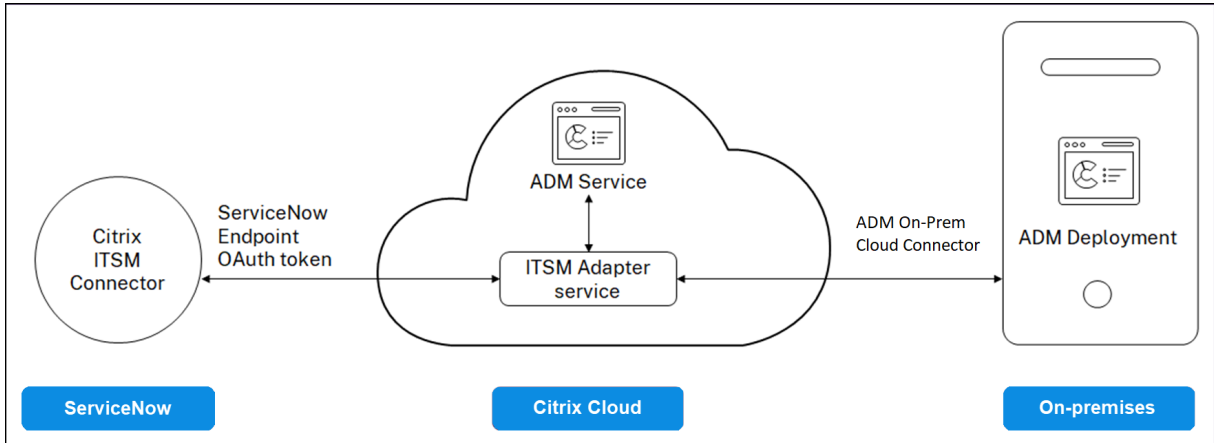 ADM Service
ServiceNow
Endpoint
OAuth token
Citrix
ITSM
Connector
ITSM Adapter
service
ADM On-Prem
Cloud Connector
ADM Deployment
ServiceNow
Citrix Cloud
On-premises